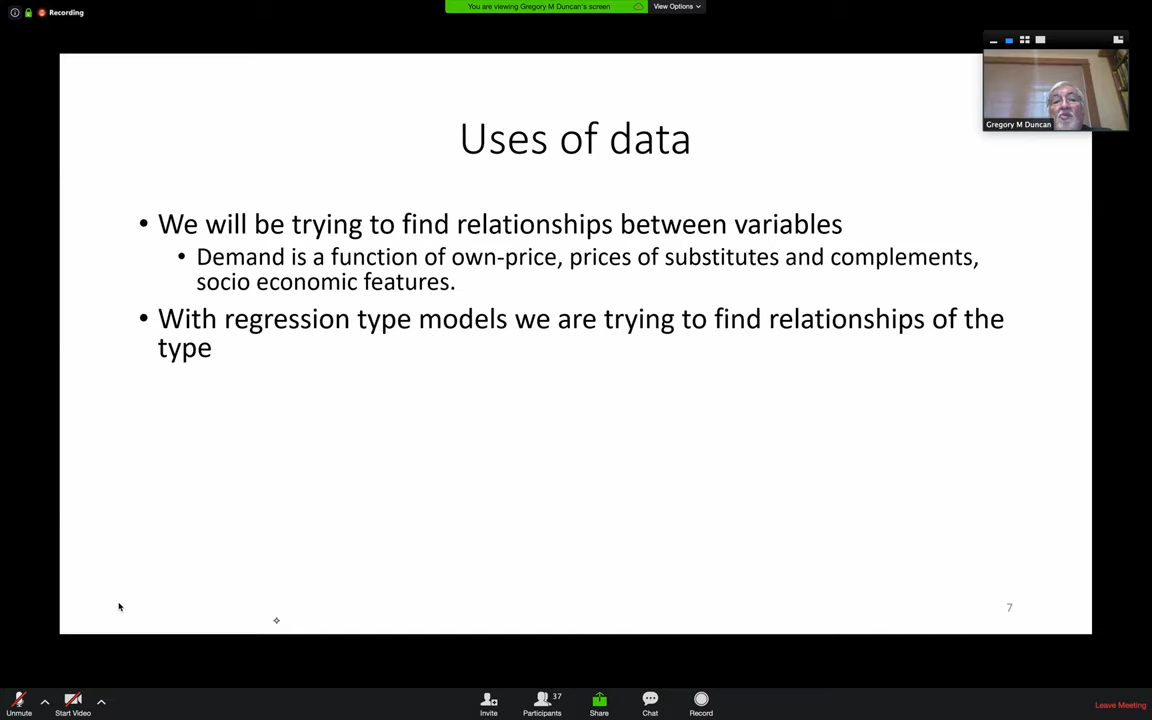 Recording
You are viewing Gregory M Duncan's screen
View Options
Gregory M Duncan
Uses of data
• We will be trying to find relationships between variables
• Demand is a function of own-price, prices of substitutes and complements,
socio economic features.
• With regression type models we are trying to find relationships of the
type
7
Unmute
Start Video
Invite
Participants
37
Share
Chat
Record
Leave Meeting